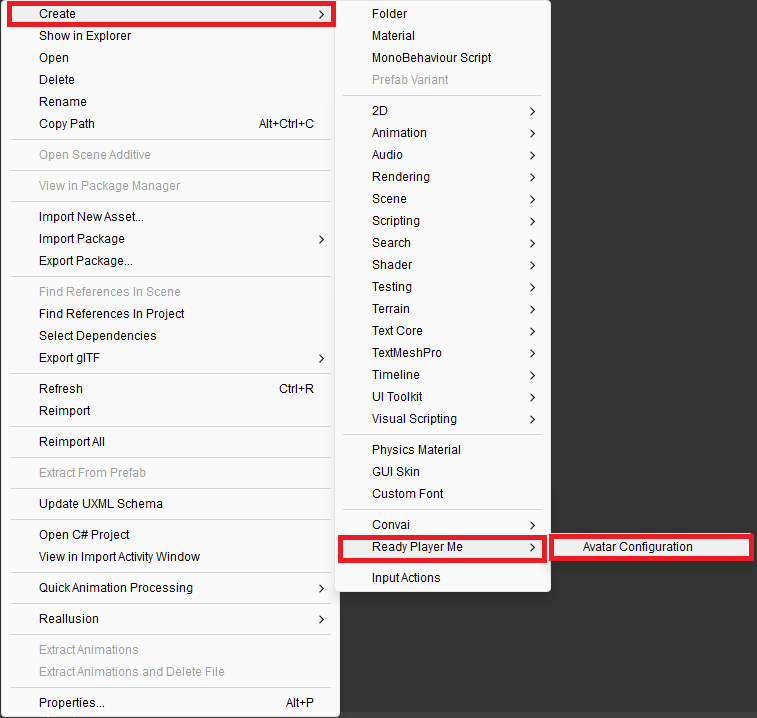 Create
Show in Explorer
Open
Delete
Rename
Copy Path Alt+Ctrl+C
Open Scene Additive
View in Package Manager
Import New Asset...
Import Package
Export Package...
Find References In Scene
Find References In Project
Select Dependencies
Export glTF
Refresh Ctrl+R
Reimport
Reimport All
Extract From Prefab
Update UXML Schema
Open C# Project
View in Import Activity Window
Quick Animation Processing
Reallusion
Extract Animations
Extract Animations and Delete File
Properties... Alt+P
Folder
Material
MonoBehaviour Script
Prefab Variant
2D
Animation
Audio
Rendering
Scene
Scripting
Search
Shader
Testing
Terrain
Text Core
TextMeshPro
Timeline
UI Toolkit
Visual Scripting
Physics Material
GUI Skin
Custom Font
Convai
Ready Player Me
Input Actions
Avatar Configuration